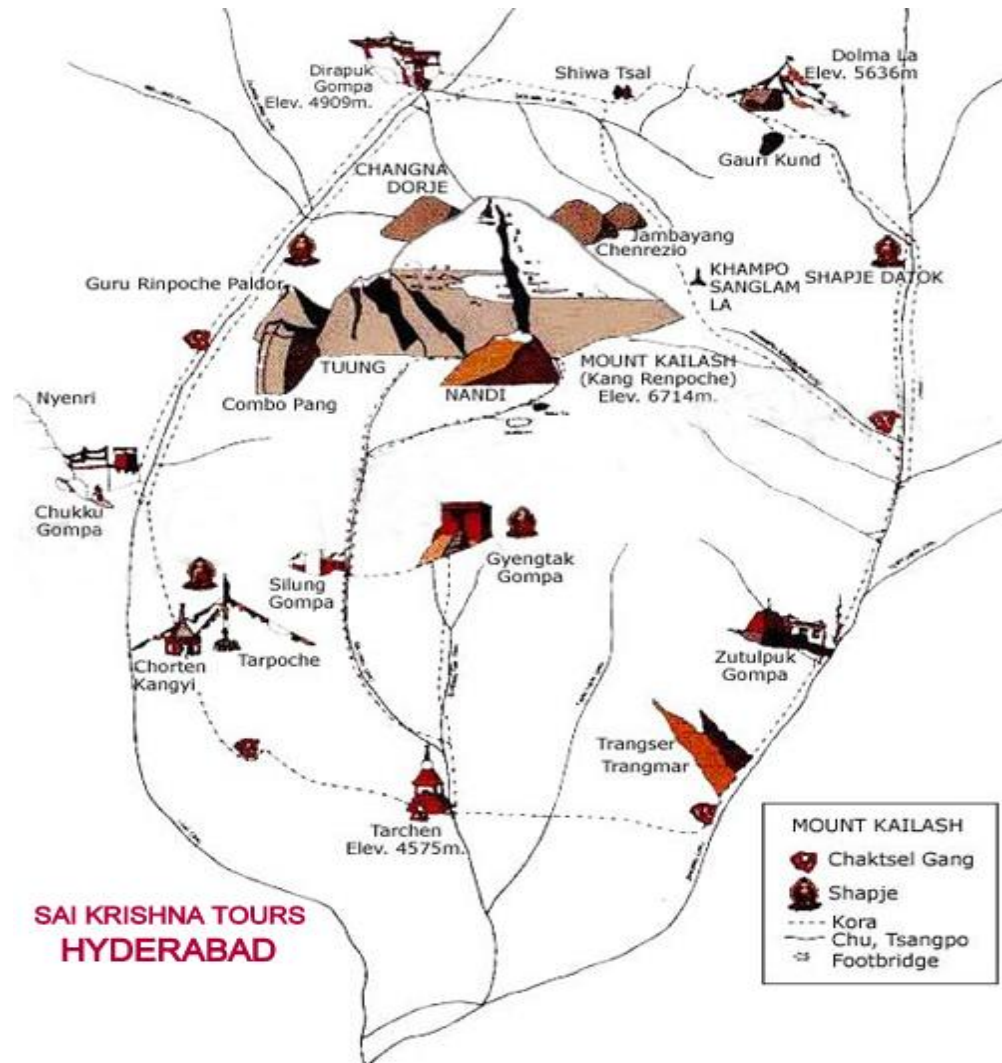 Dirapuk
Gompa
Elev. 4909m.
Shiwa Tsal
Dolma La
Elev. 5636m
Gauri Kund
CHANGNA
DORJE
Jambayang
Chenrezio
Guru Rinpoche Paldor
KHAMPO
SANGLAM
LA
SHAPJE DATOK
TUUNG
Combo Pang
NANDI
MOUNT KAILASH
(Kang Renpoche)
Elev. 6714m.
Nyenri
Chukku
Gompa
Silung
Gompa
Gyengtak
Gompa
Chorten
Kangyi
Tarpoche
Zutulpuk
Gompa
Trangser
Trangmar
Tarchen
Elev. 4575m.
SAI KRISHNA TOURS
HYDERABAD
MOUNT KAILASH
Chaktsel Gang
Shapje
Kora
Chu, Tsangpo
Footbridge